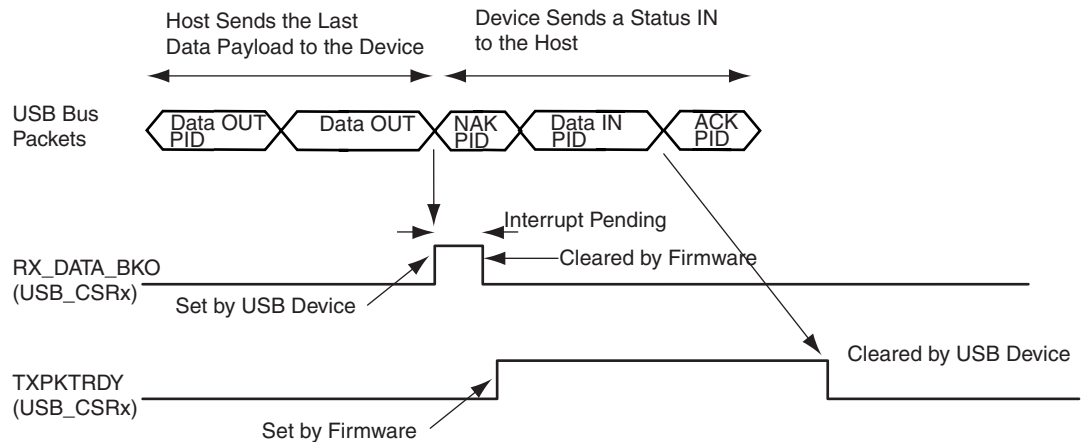 Host Sends the Last
Data Payload to the Device
Device Sends a Status IN
to the Host
USB Bus
Packets
Data OUT
PID
Data OUT
NAK
PID
Data IN
PID
ACK
PID
Interrupt Pending
RX_DATA_BKO
(USB_CSRx)
Cleared by Firmware
Set by USB Device
Cleared by USB Device
TXPKTRDY
(USB_CSRx)
Set by Firmware